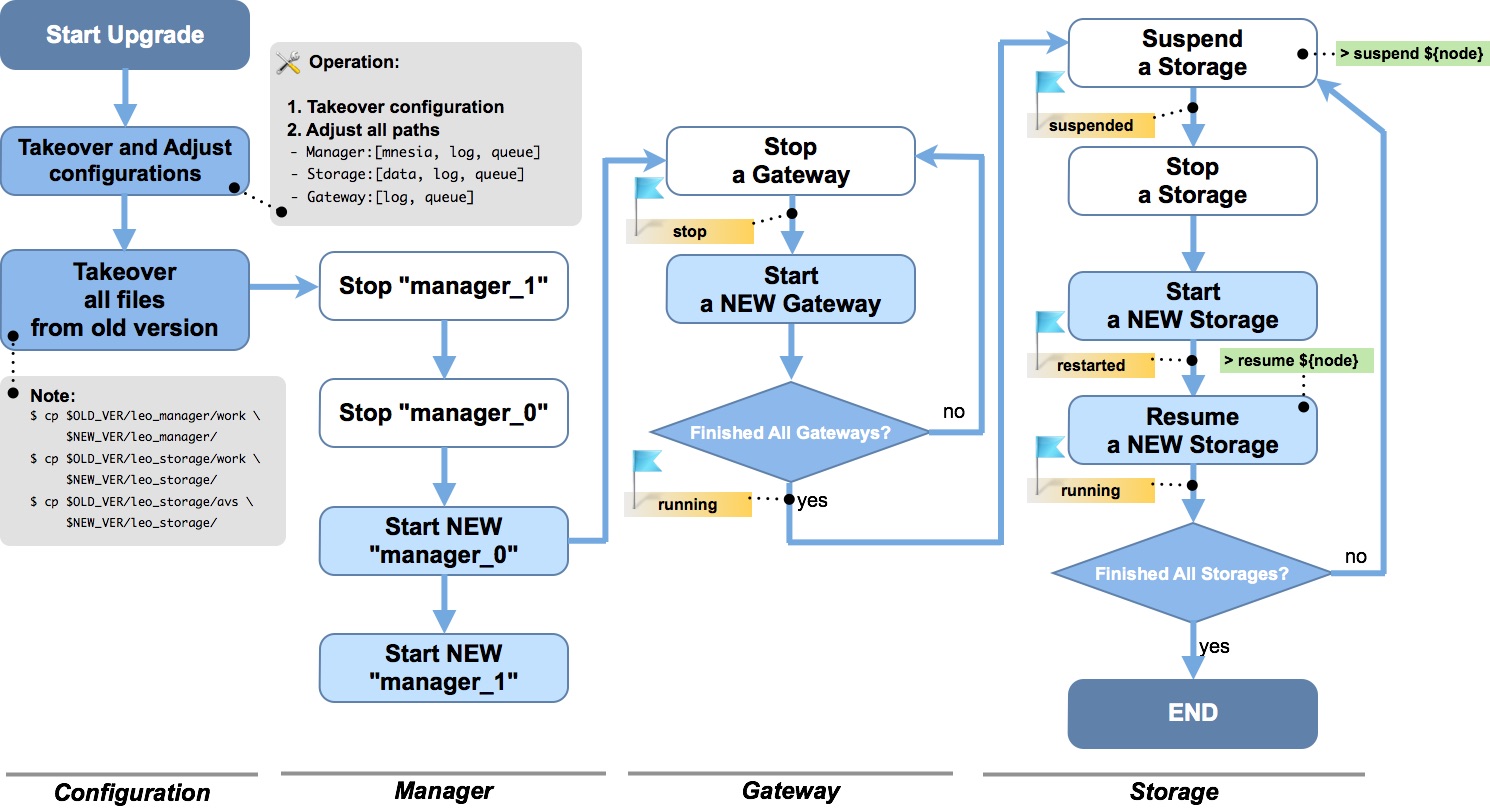 Start Upgrade
Takeover and Adjust
configurations
Takeover
all files
from old version
Operation:
1. Takeover configuration
2. Adjust all paths
- Manager:[mnesia, log, queue]
- Storage:[data, log, queue]
- Gateway:[log, queue]
Note:
$ cp $OLD_VER/leo_manager/work \
$NEW_VER/leo_manager/
$ cp $OLD_VER/leo_storage/work \
$NEW_VER/leo_storage/
$ cp $OLD_VER/leo_storage/avs \
$NEW_VER/leo_storage/
Stop "manager_1"
Stop "manager_0"
Start NEW
"manager_0"
Start NEW
"manager_1"
Stop
a Gateway
stop
Start
a NEW Gateway
Finished All Gateways?
no
running
yes
Suspend
a Storage
> suspend ${node}
suspended
Stop
a Storage
Start
a NEW Storage
restarted
> resume ${node}
Resume
a NEW Storage
running
Finished All Storages?
no
yes
END
Configuration
Manager
Gateway
Storage